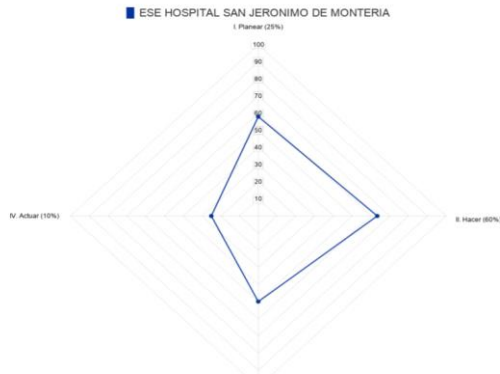 ESE HOSPITAL SAN JERONIMO DE MONTERIA
I. Planear (25%)
100
90
80
70
60
50
40
30
20
10
IV. Actuar (10%)
II. Hacer (60%)